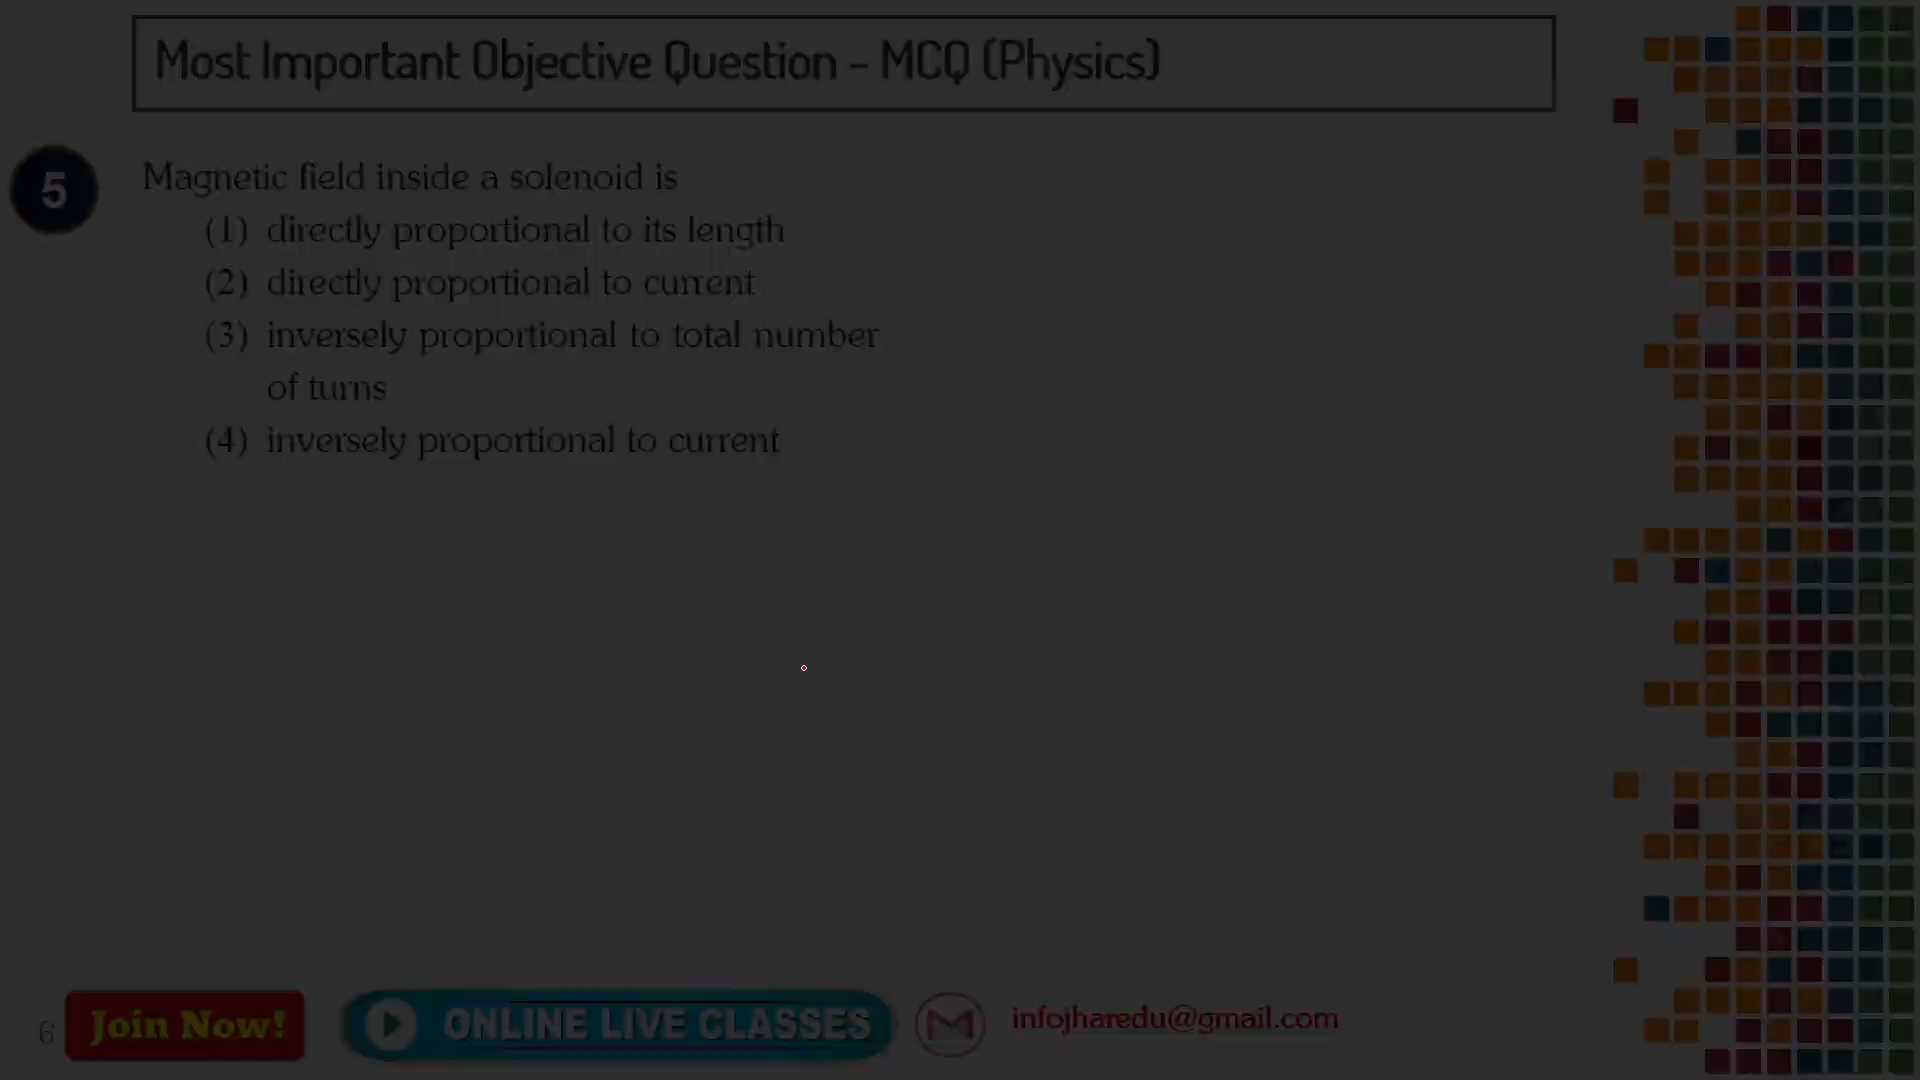 Most Important Objective Question - MCQ (Physics)
5
Magnetic field inside a solenoid is
(1) directly proportional to its length
(2) directly proportional to current
(3) inversely proportional to total number
of turns
(4) inversely proportional to current
6
Join Now!
ONLINE LIVE CLASSES
infojharedu@gmail.com